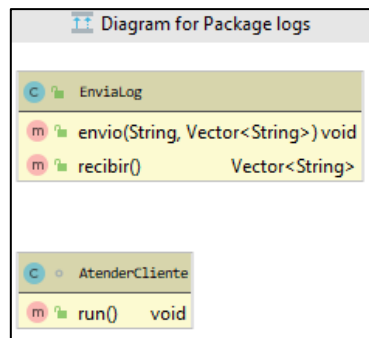 Diagram for Package logs
C EnviaLog
m envio(String, Vector<String>) void
m recibir() Vector<String>
C AtenderCliente
m run() void